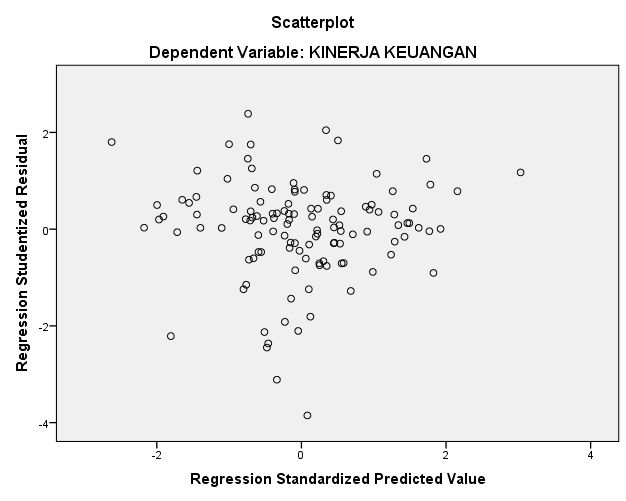 Scatterplot
Dependent Variable: KINERJA KEUANGAN
Regression Studentized Residual
2
0
-2
-4
-2
0
2
4
Regression Standardized Predicted Value